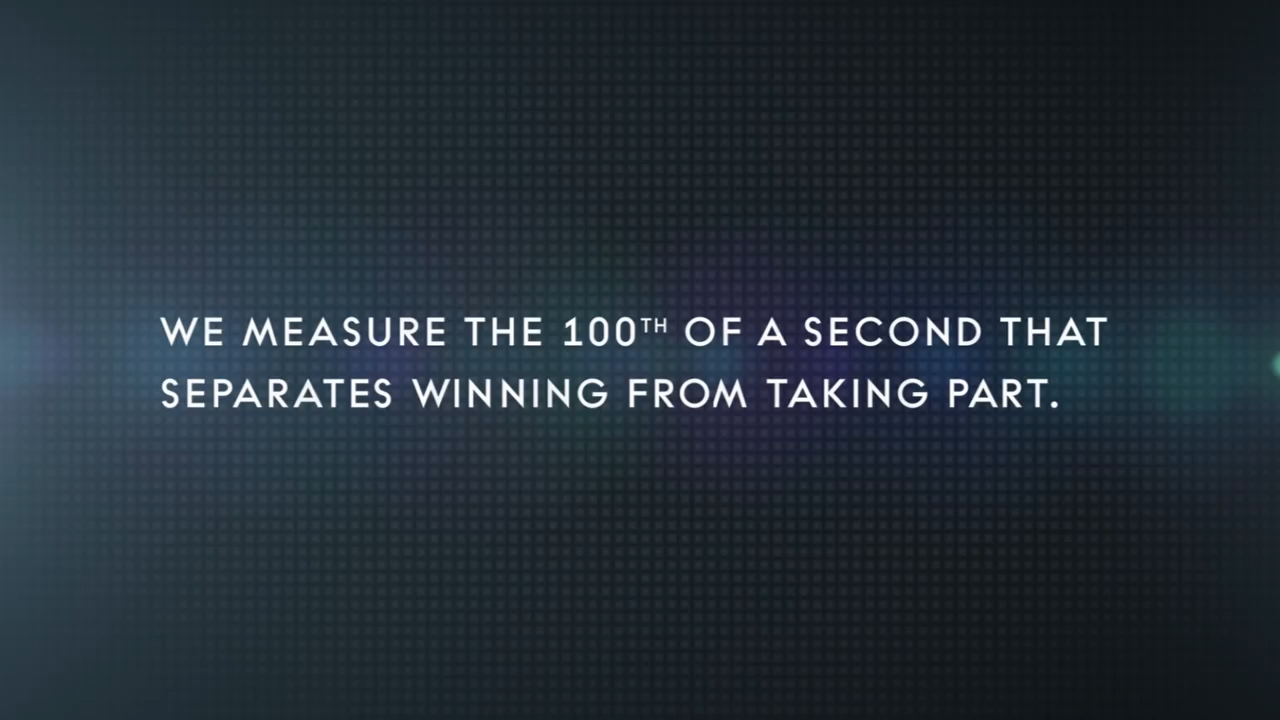 WE MEASURE THE 100TH OF A SECOND THAT
SEPARATES WINNING FROM TAKING PART.